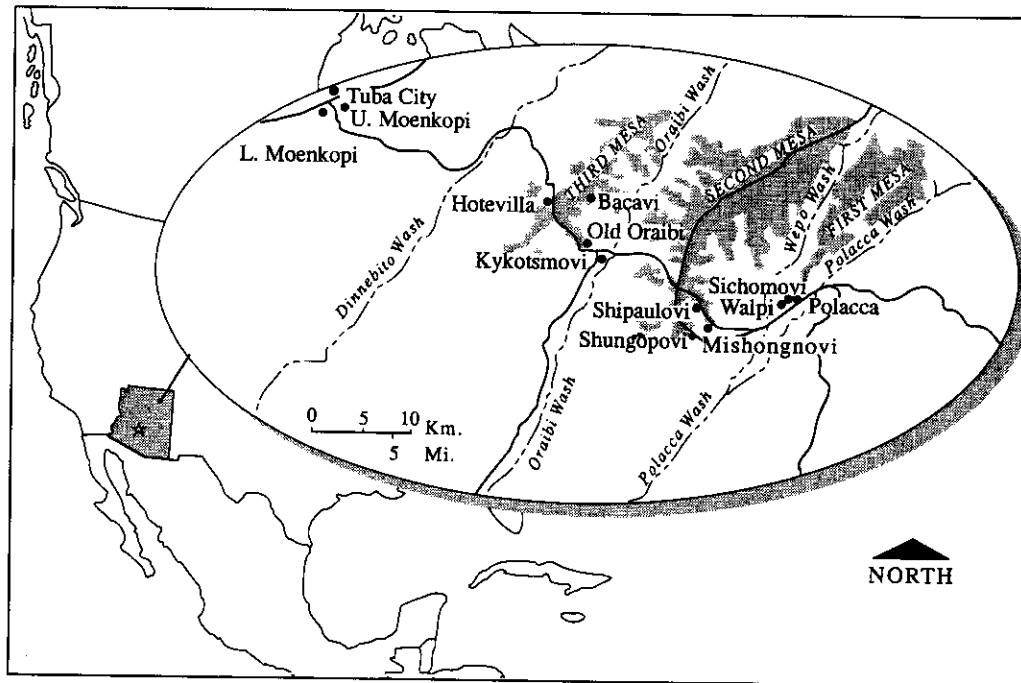 Tuba City
U. Moenkopi
L. Moenkopi
Oraibi Wash
THIRD MESA
SECOND MESA
Hotevilla
Bacavi
Wepo Wash
FIRST MESA
Old Oraibi
Polacca Wash
Kykotsmovi
Dinnebito Wash
Sichomovi
Shipaulovi
Walpi
Polacca
Shungopovi
Mishongnovi
0 5 10 Km.
5 Mi.
Oraibi Wash
Polacca Wash
NORTH